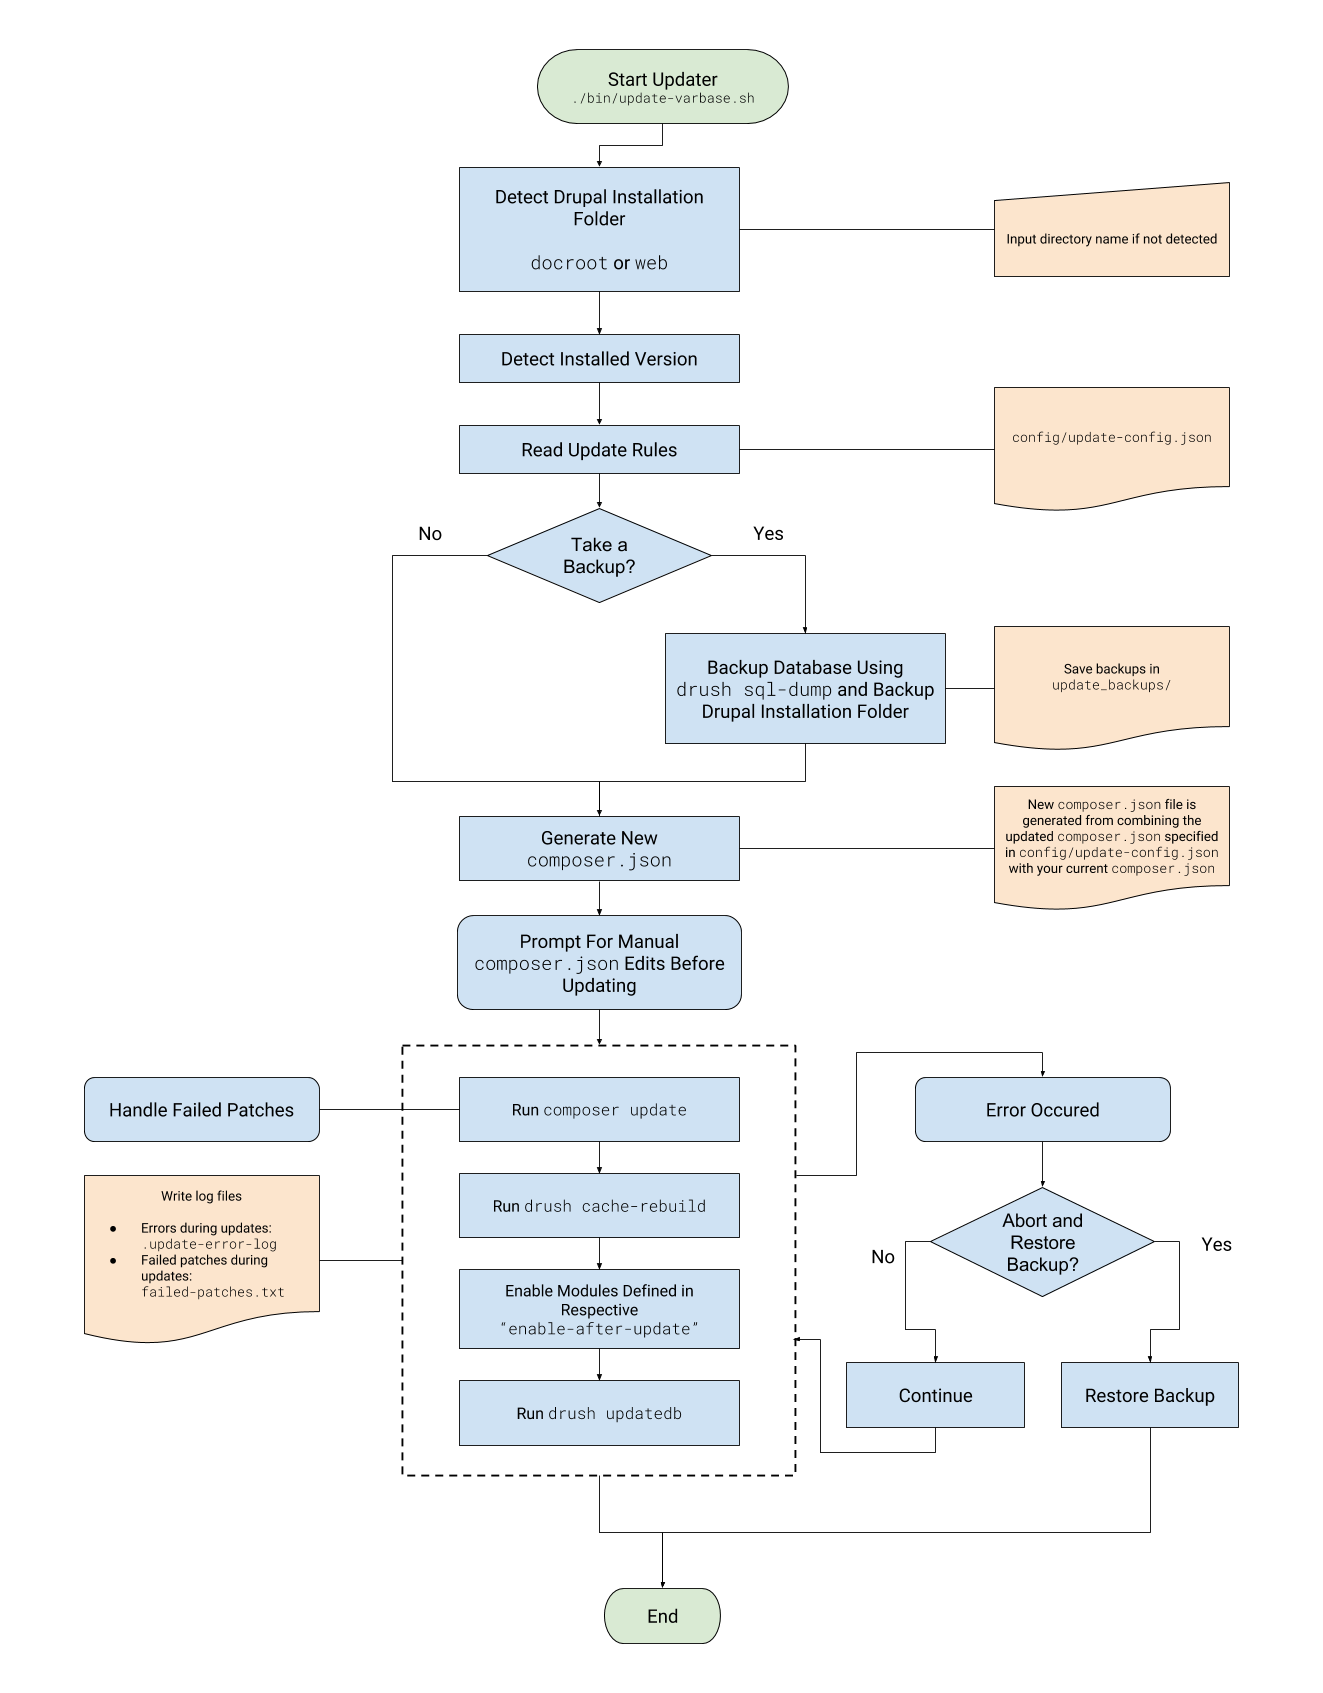 Start Updater
./bin/update-varbase.sh
Detect Drupal Installation
Folder
docroot or web
Input directory name if not detected
Detect Installed Version
Read Update Rules
config/update-config.json
No
Yes
Take a
Backup?
Backup Database Using
drush sql-dump and Backup
Drupal Installation Folder
Save backups in
update_backups/
Generate New
composer.json
New composer.json file is
generated from combining the
updated composer.json specified
in config/update-config.json
with your current composer.json
Prompt For Manual
composer.json Edits Before
Updating
Handle Failed Patches
Run composer update
Error Occured
Write log files
● Errors during updates:
.update-error-log
● Failed patches during
updates:
failed-patches.txt
Run drush cache-rebuild
Abort and
Restore
Backup?
No
Yes
Enable Modules Defined in
Respective
“enable-after-update”
Continue
Restore Backup
Run drush updatedb
End